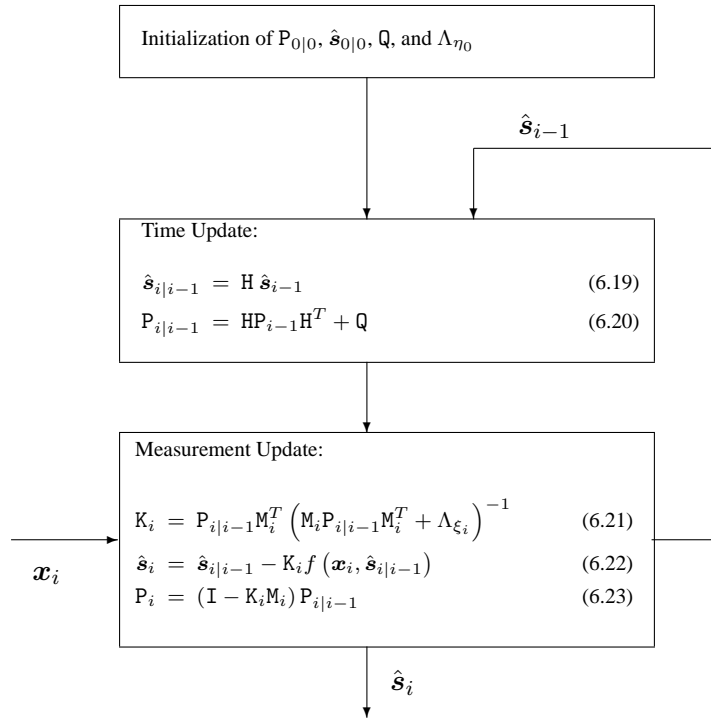 Initialization of P_{0|0}, ŝ_{0|0}, Q, and Λ_{η_0}
ŝ_{i−1}
Time Update:
ŝ_{i|i−1} = H ŝ_{i−1} (6.19)
P_{i|i−1} = HP_{i−1}H^T + Q (6.20)
Measurement Update:
K_i = P_{i|i−1}M_i^T (M_iP_{i|i−1}M_i^T + Λ_{ξ_i})^{−1} (6.21)
x_i
ŝ_i = ŝ_{i|i−1} − K_i f (x_i, ŝ_{i|i−1}) (6.22)
P_i = (I − K_iM_i) P_{i|i−1} (6.23)
ŝ_i